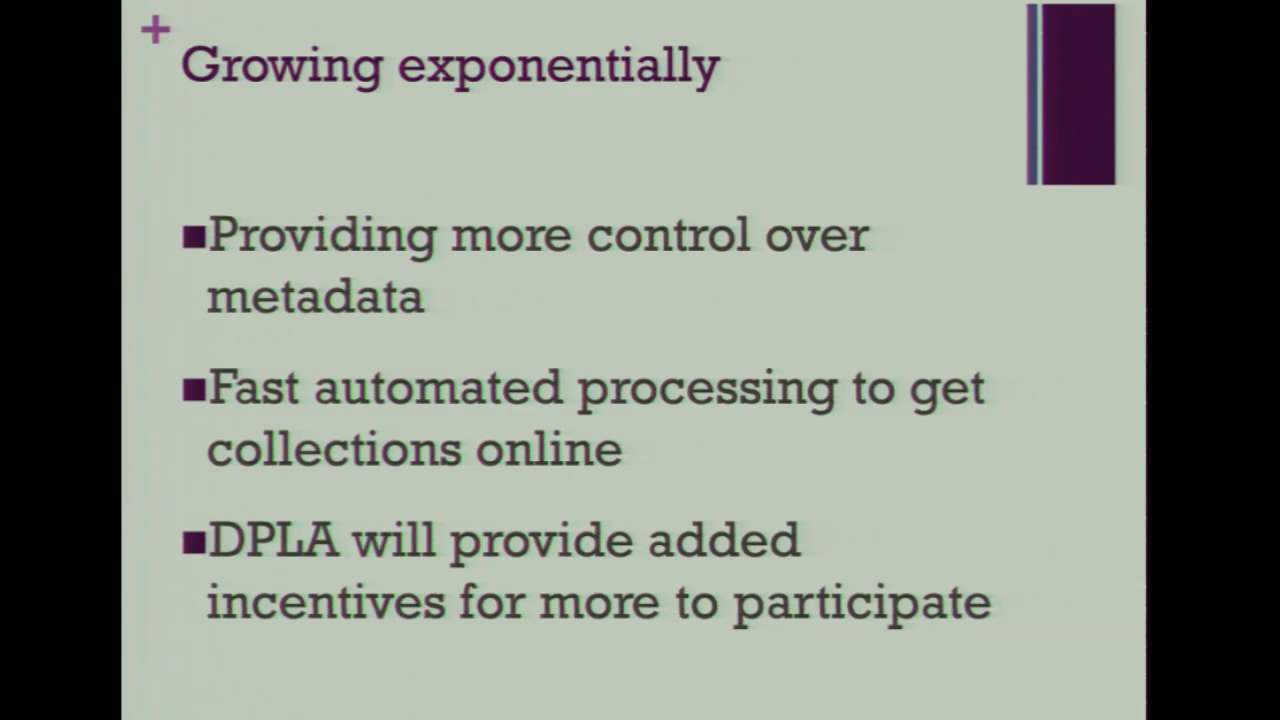 +
Growing exponentially
■Providing more control over
metadata
■Fast automated processing to get
collections online
■DPLA will provide added
incentives for more to participate